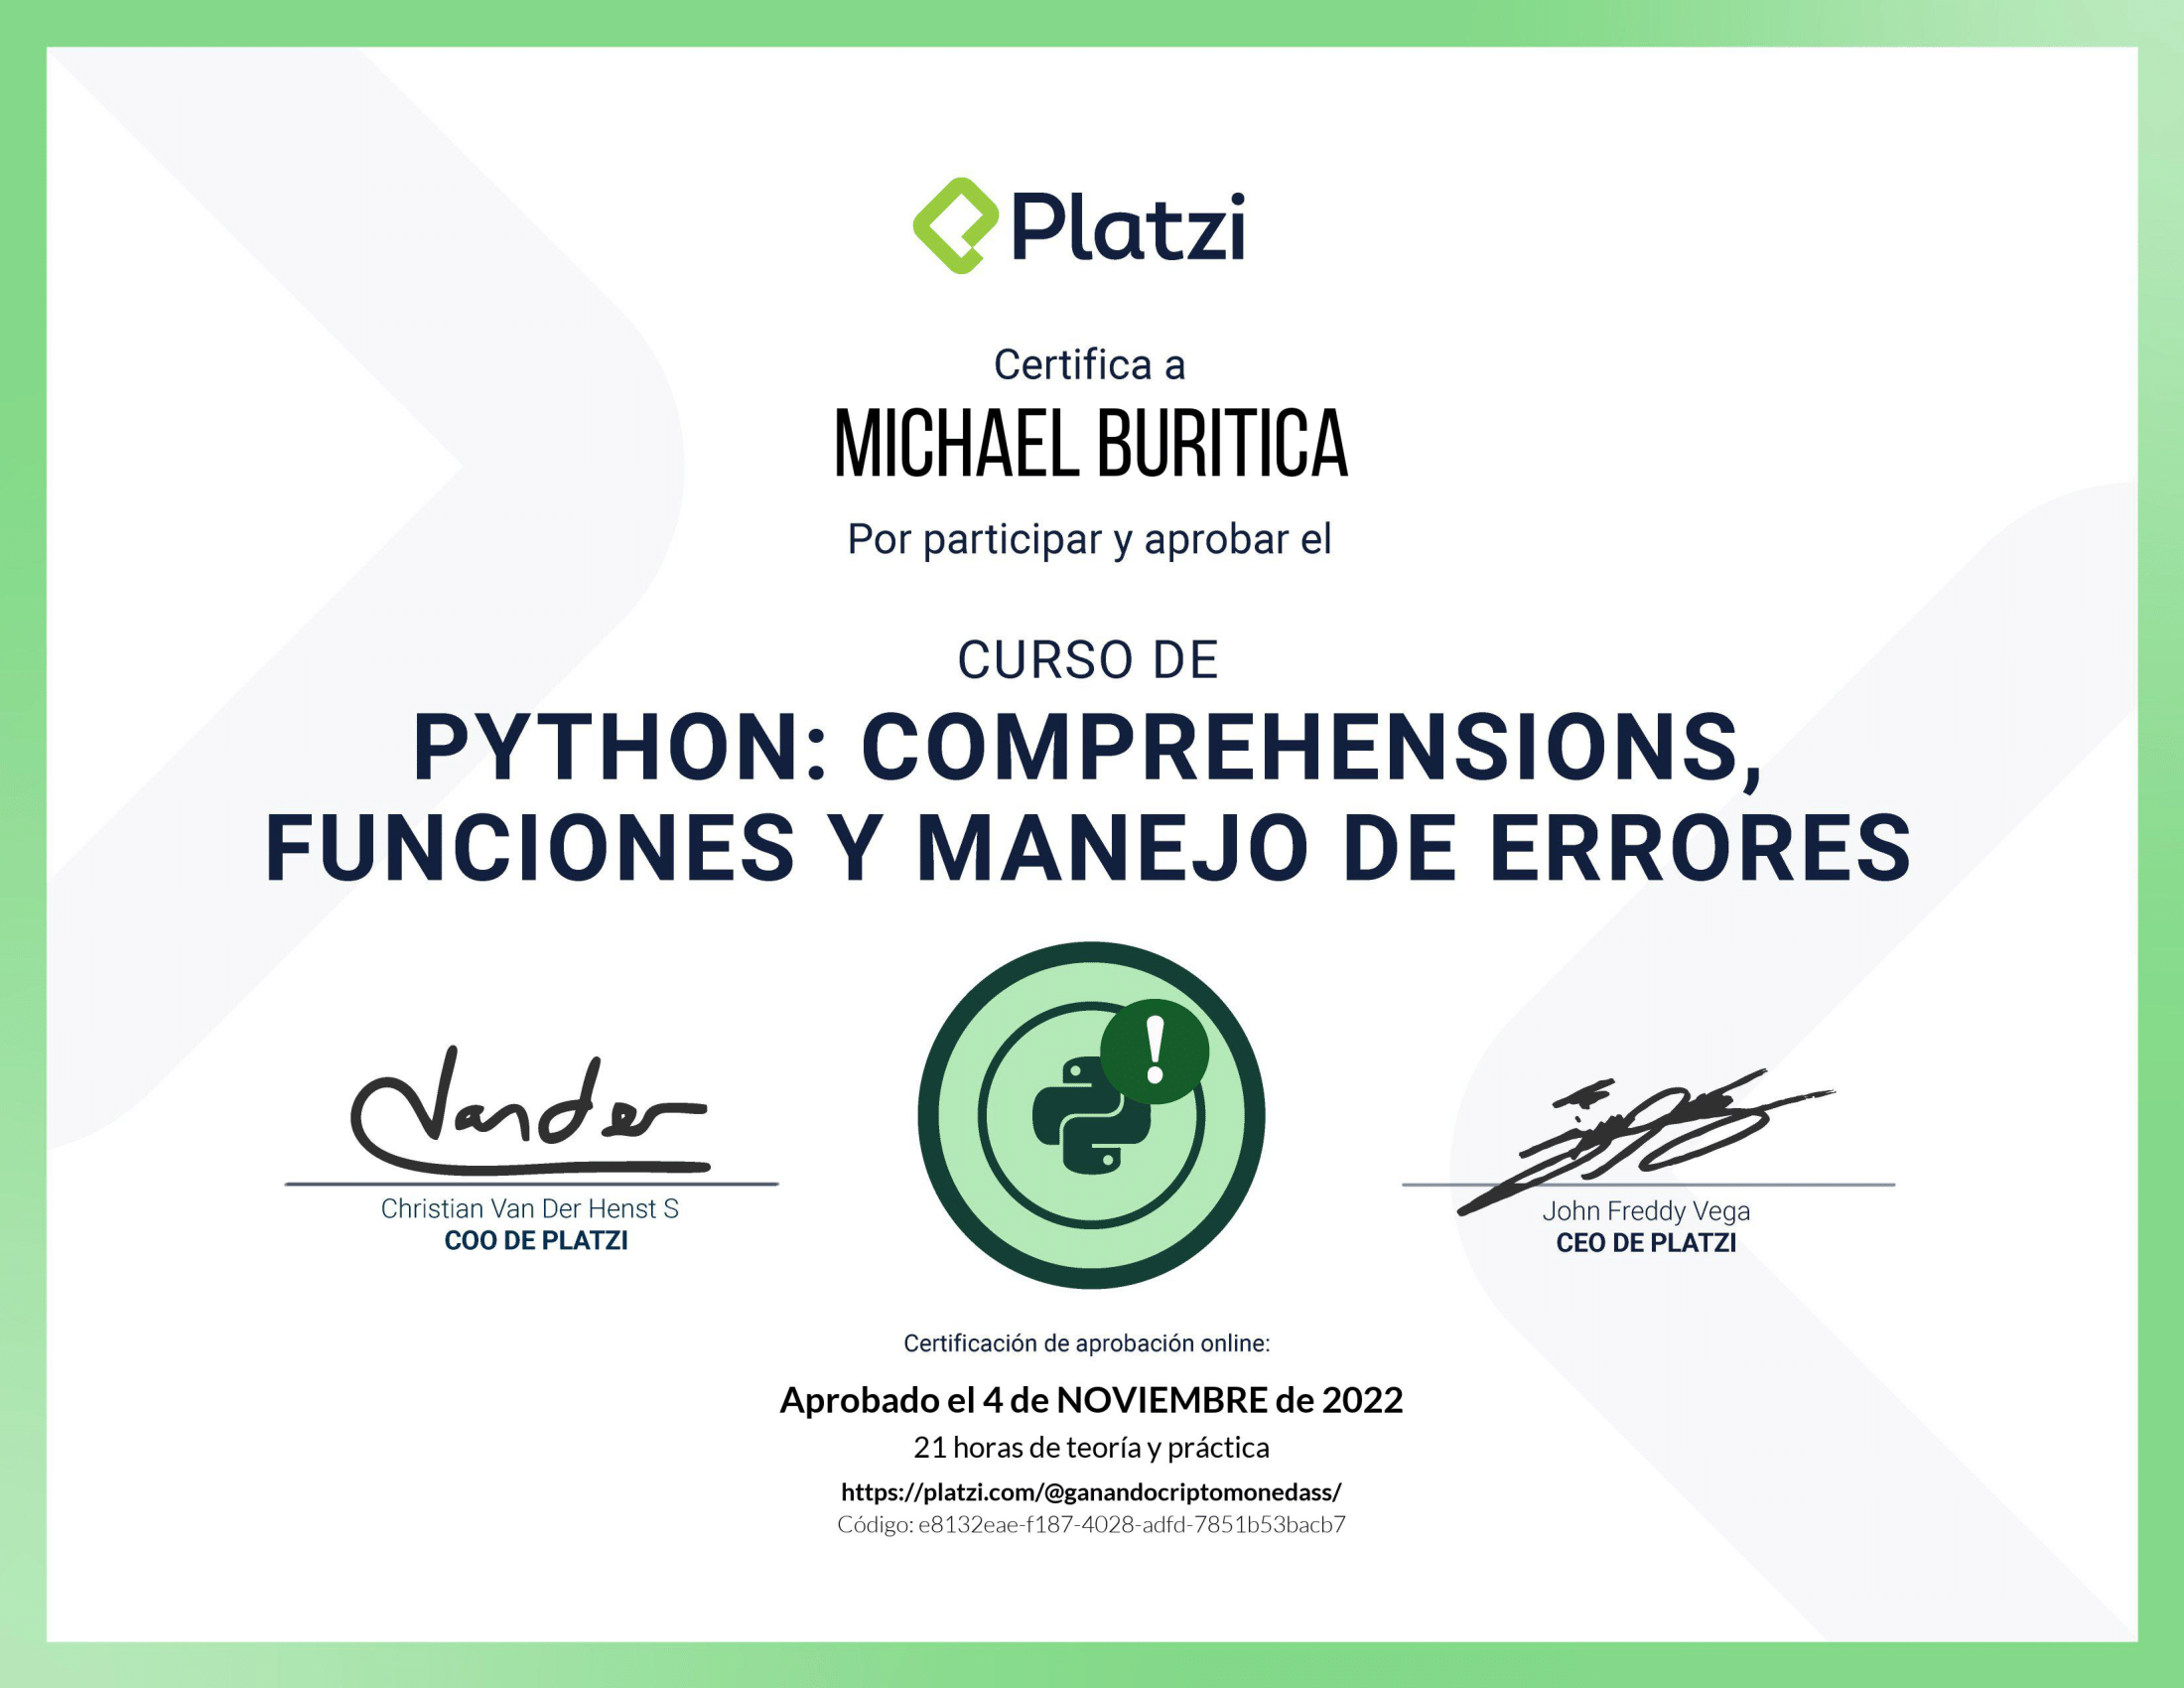 Platzi
Certifica a
MICHAEL BURITICA
Por participar y aprobar el
CURSO DE
PYTHON: COMPREHENSIONS,
FUNCIONES Y MANEJO DE ERRORES
Vander
Christian Van Der Henst S
COO DE PLATZI
John Freddy Vega
CEO DE PLATZI
Certificación de aprobación online:
Aprobado el 4 de NOVIEMBRE de 2022
21 horas de teoría y práctica
https://platzi.com/@ganandocriptomonedass/
Código: e8132eae-f187-4028-adfd-7851b53bacb7